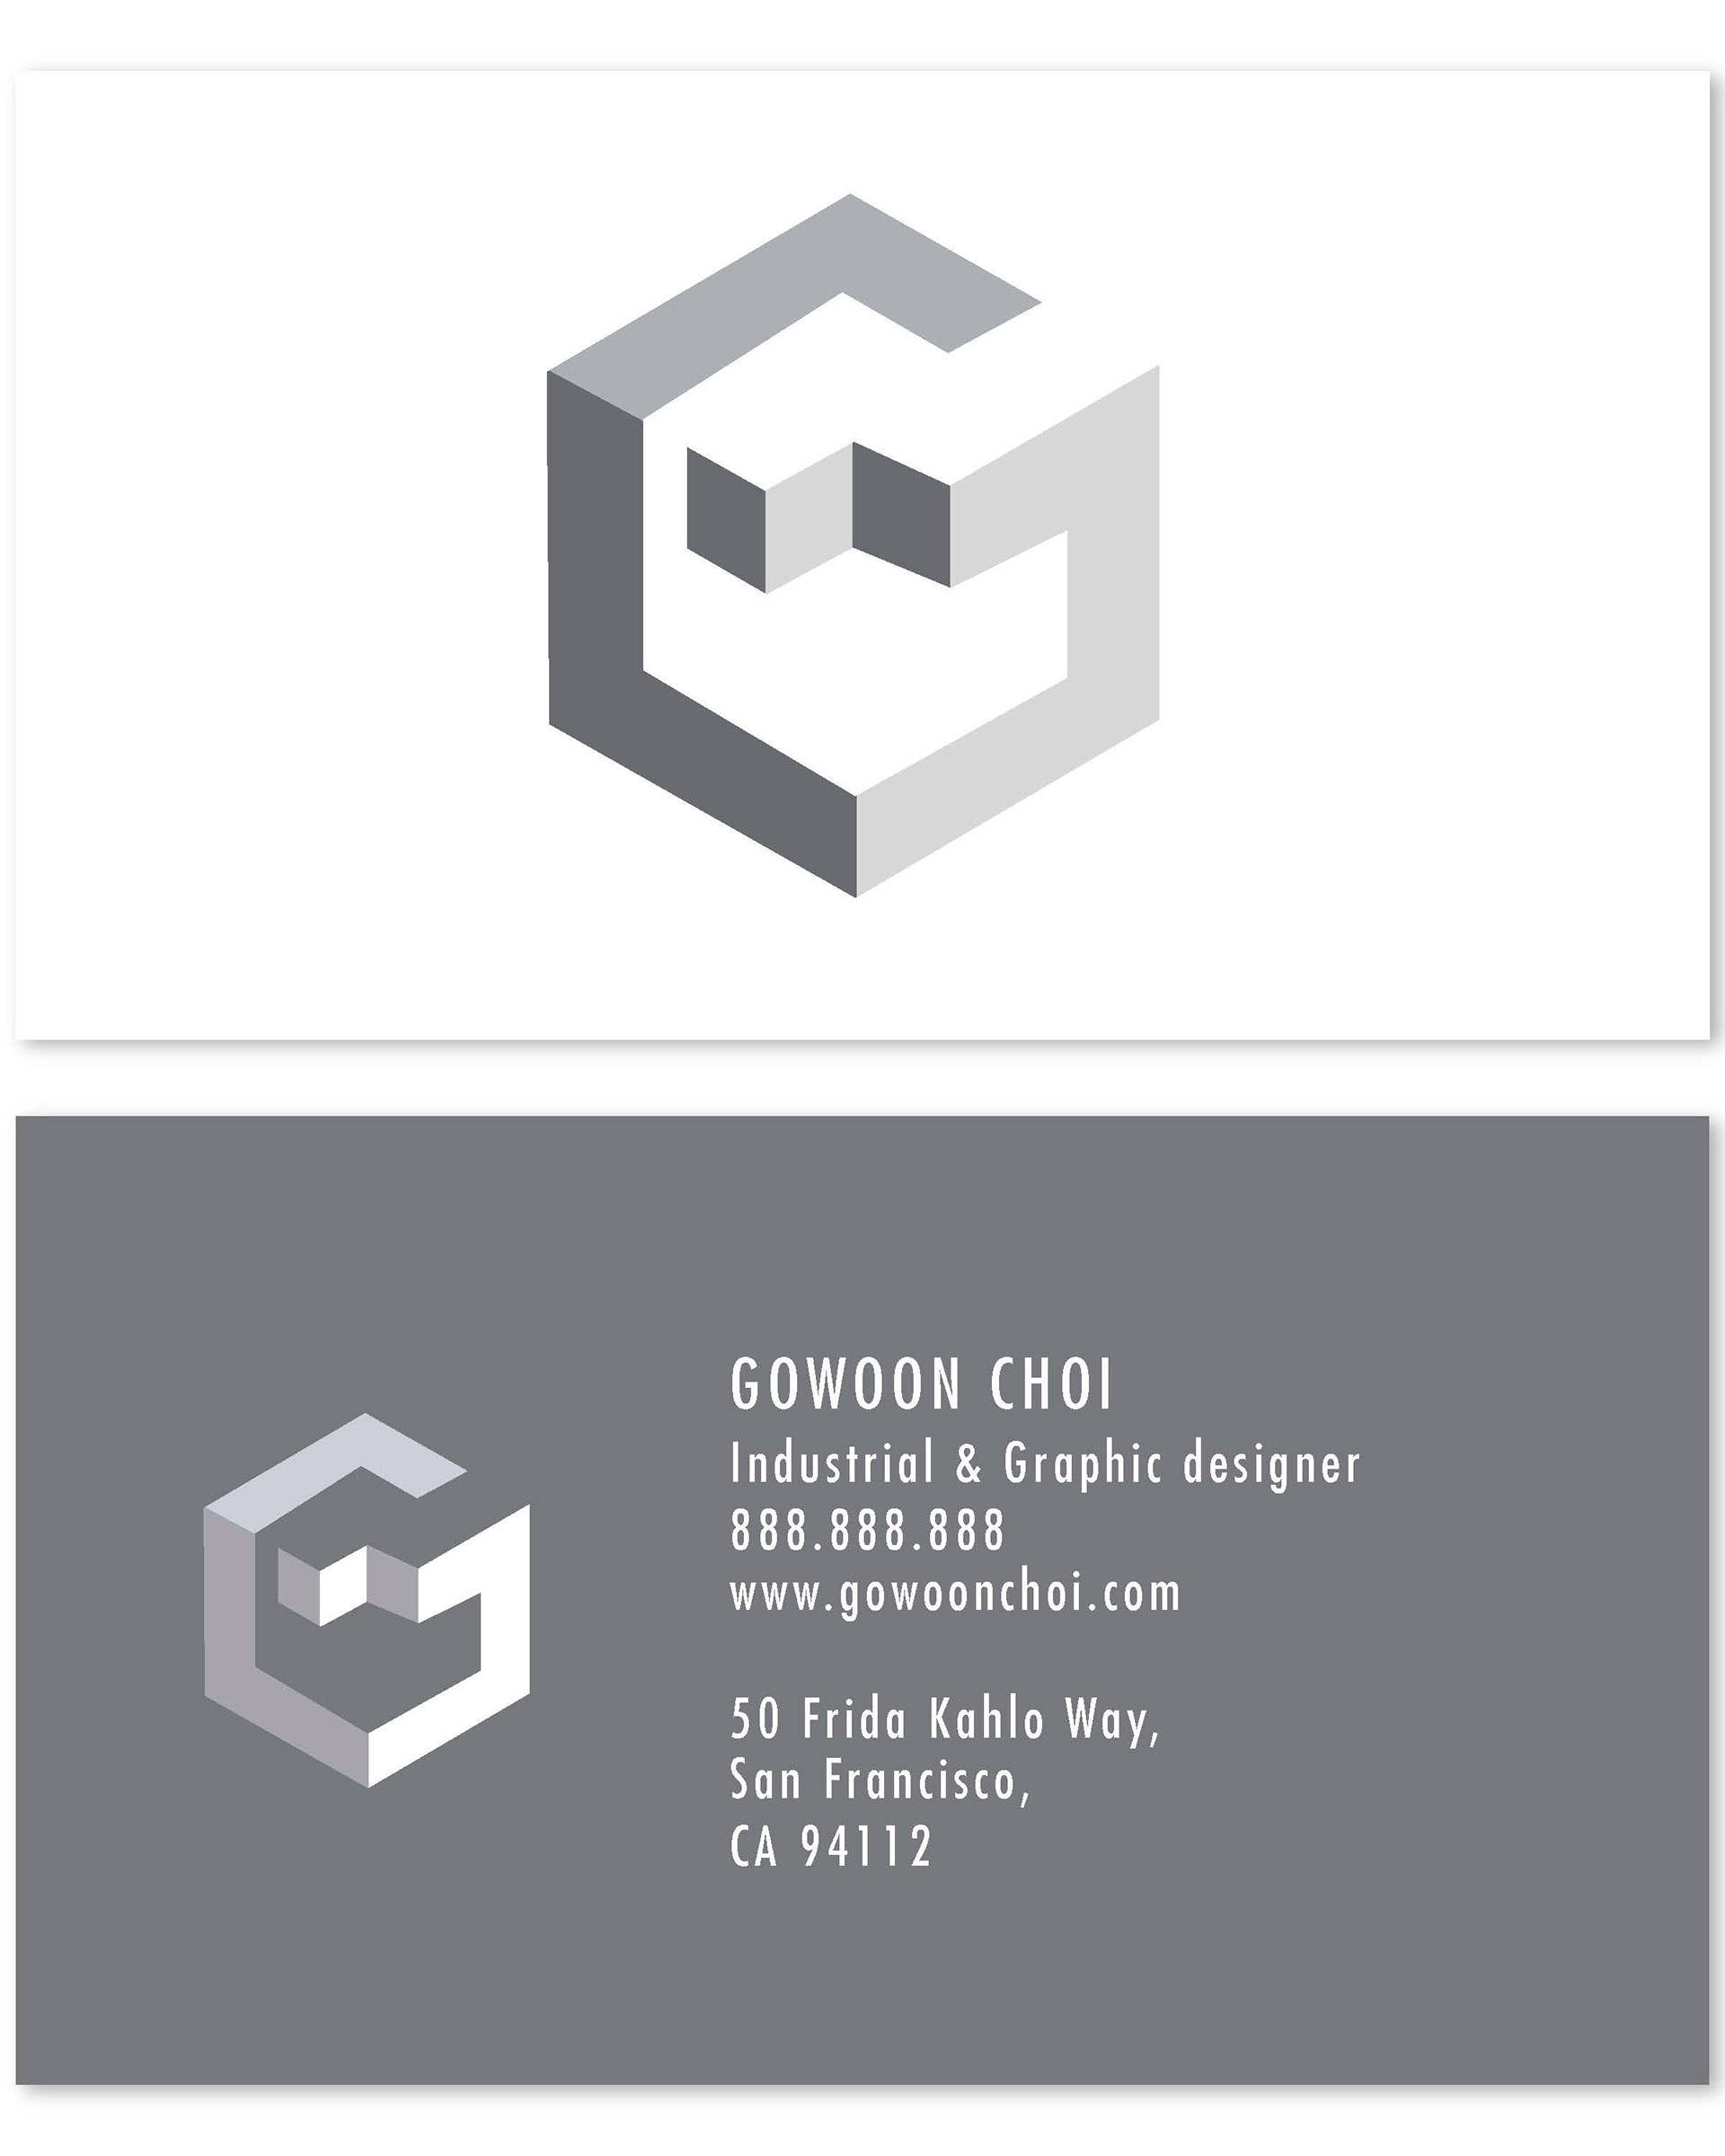 GOWOON CHOI
Industrial & Graphic designer
888.888.888
www.gowoonchoi.com
50 Frida Kahlo Way,
San Francisco,
CA 94112